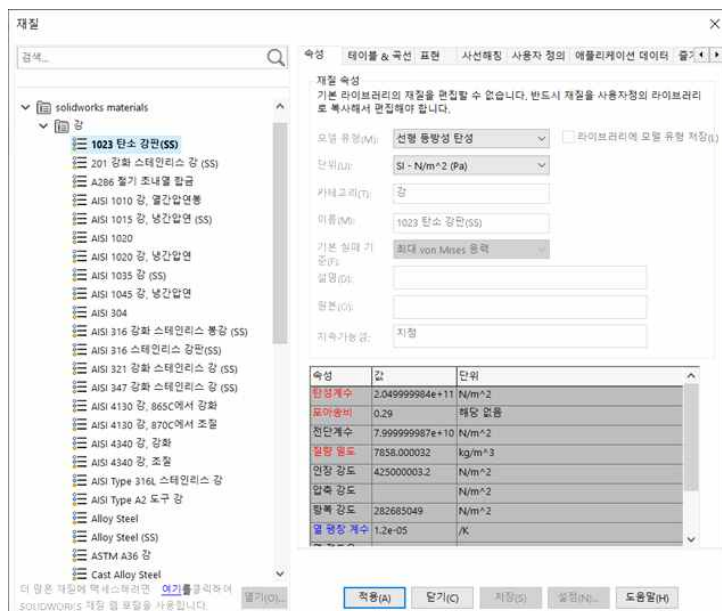 재질
검색...
solidworks materials
강
1023 탄소 강판(SS)
201 강화 스테인리스 강 (SS)
A286 철기 초내열 합금
AISI 1010 강, 열간압연봉
AISI 1015 강, 냉간압연 (SS)
AISI 1020
AISI 1020 강, 냉간압연
AISI 1035 강 (SS)
AISI 1045 강, 냉간압연
AISI 304
AISI 316 강화 스테인리스 봉강 (SS)
AISI 316 스테인리스 강판(SS)
AISI 321 강화 스테인리스 강 (SS)
AISI 347 강화 스테인리스 강 (SS)
AISI 4130 강, 865C에서 강화
AISI 4130 강, 870C에서 조질
AISI 4340 강, 강화
AISI 4340 강, 조질
AISI Type 316L 스테인리스 강
AISI Type A2 도구 강
Alloy Steel
Alloy Steel (SS)
ASTM A36 강
Cast Alloy Steel
더 많은 재질에 액세스하려면 여기를클릭하여
SOLIDWORKS 재질 웹 포털을 사용합니다.
열기(O)...
속성 테이블 & 곡선 표현 사선해칭 사용자 정의 애플리케이션 데이터 즐겨
재질 속성
기본 라이브러리의 재질을 편집할 수 없습니다. 반드시 재질을 사용자정의 라이브러리
로 복사해서 편집해야 합니다.
모델 유형(M): 선형 등방성 탄성 라이브러리에 모델 유형 저장(L)
단위(U): SI - N/m^2 (Pa)
카테고리(T): 강
이름(M): 1023 탄소 강판(SS)
기본 실패 기
준(F): 최대 von Mises 응력
설명(D):
원본(O):
지속가능성: 지정
속성 값 단위
탄성계수 2.049999984e+11 N/m^2
포아송비 0.29 해당 없음
전단계수 7.999999987e+10 N/m^2
질량 밀도 7858.000032 kg/m^3
인장 강도 425000003.2 N/m^2
압축 강도 N/m^2
항복 강도 282685049 N/m^2
열 팽창 계수 1.2e-05 /K
적용(A) 닫기(C) 저장(S) 설정(N)... 도움말(H)